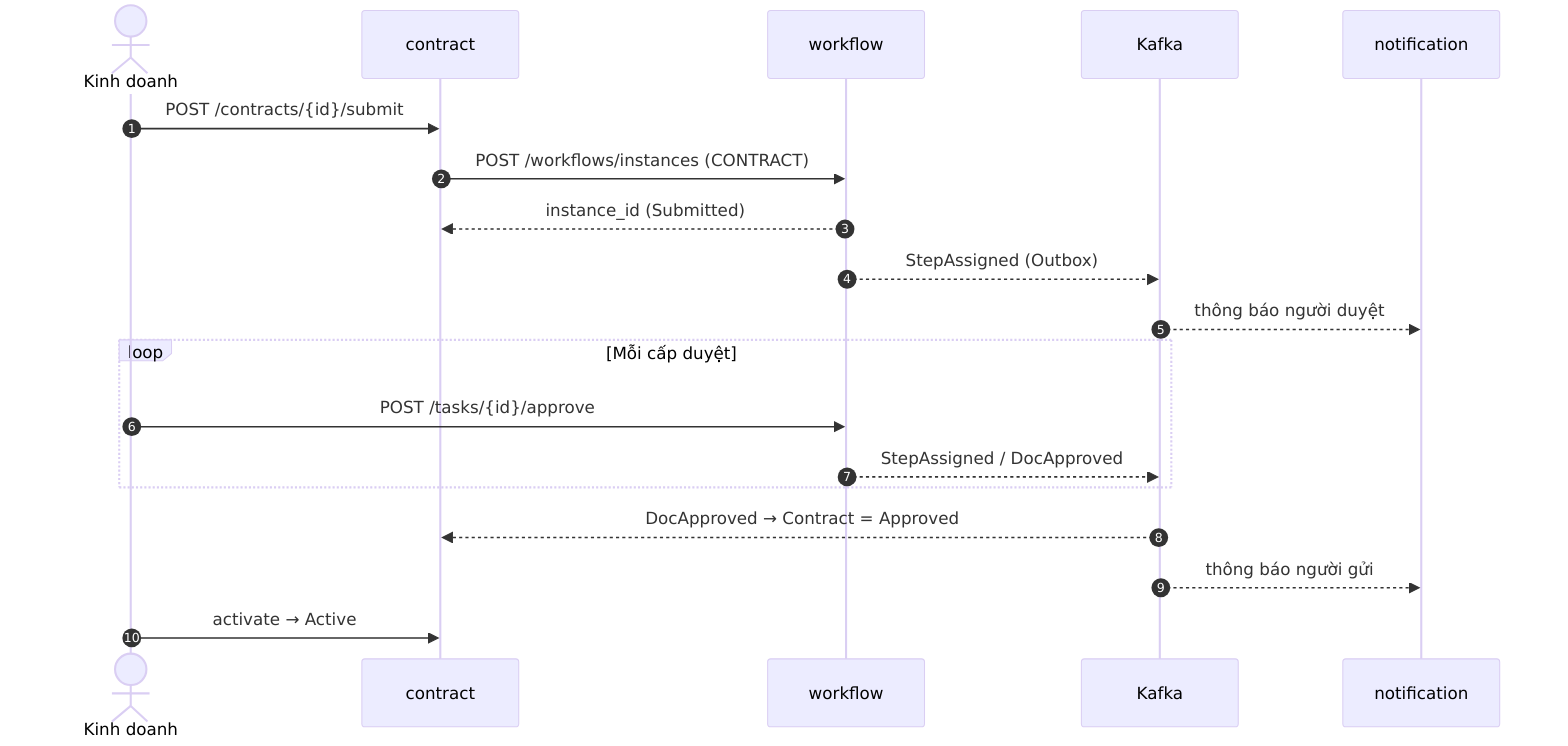 Kinh doanh
contract
workflow
Kafka
notification
POST /contracts/{id}/submit
1
POST /workflows/instances (CONTRACT)
2
instance_id (Submitted)
3
StepAssigned (Outbox)
4
thông báo người duyệt
5
loop
[Mỗi cấp duyệt]
POST /tasks/{id}/approve
6
StepAssigned / DocApproved
7
DocApproved → Contract = Approved
8
thông báo người gửi
9
activate → Active
10
Kinh doanh
contract
workflow
Kafka
notification